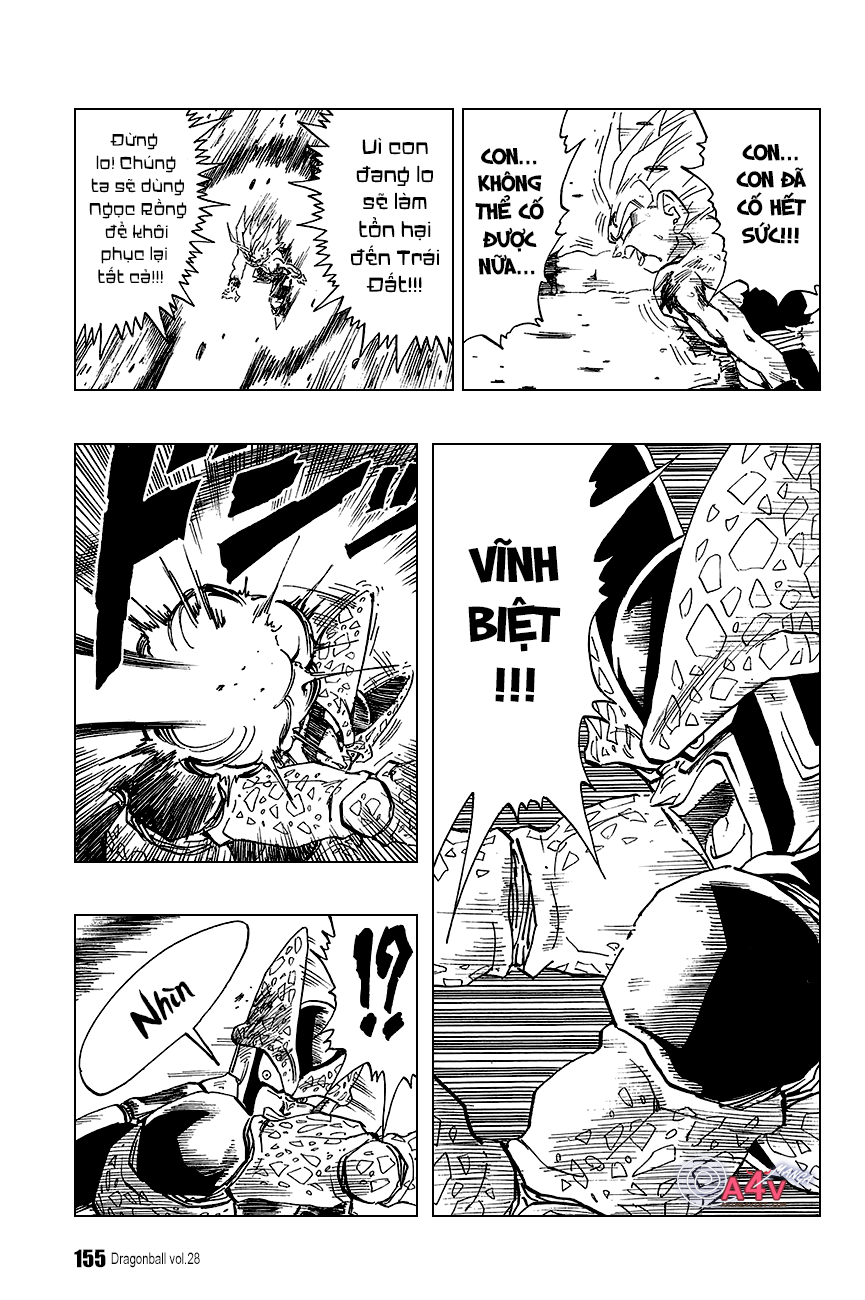 CON...
CON ĐÃ
CỐ HẾT
SỨC!!!
CON...
KHÔNG
THỂ CỐ
ĐƯỢC
NỮA...
Vì con
đang lo
sẽ làm
tổn hại
đến Trái
Đất!!!
Đừng
lo! Chúng
ta sẽ dùng
Ngọc Rồng
để khôi
phục lại
tất cả!!!
VĨNH
BIỆT
!!!
!?
Nhìn
A4V
155 Dragonball vol.28